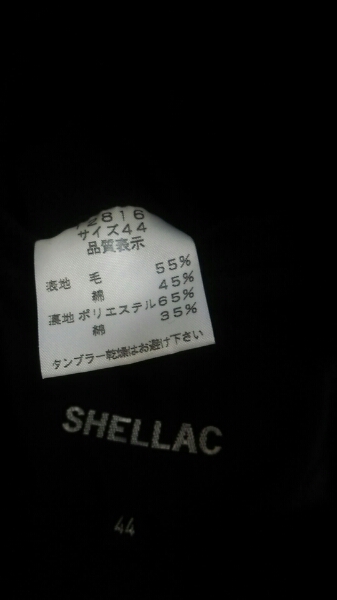 2816
サイズ44
品質表示
表地 毛 55%
綿 45%
裏地 ポリエステル 65%
綿 35%
タンブラー乾燥はお避け下さい
SHELLAC
44